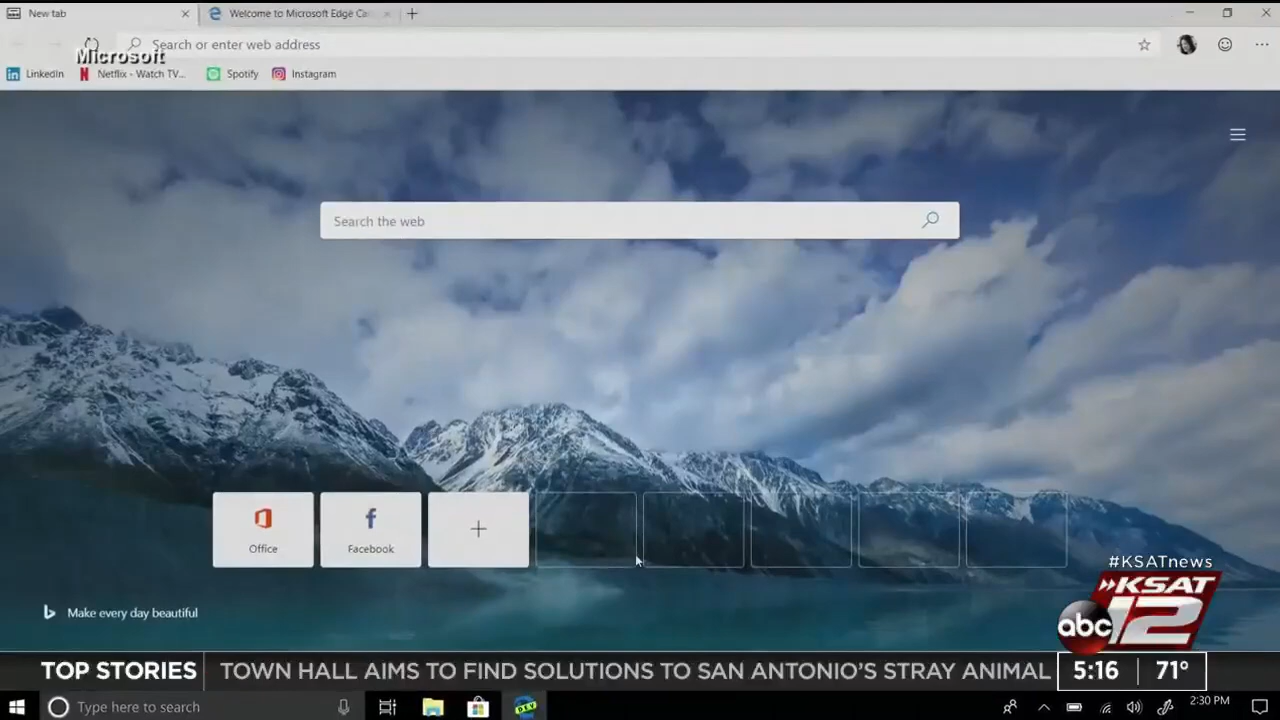 New tab
Welcome to Microsoft Edge Ca
Search or enter web address
Microsoft
LinkedIn
Netflix - Watch TV...
Spotify
Instagram
Search the web
Office
Facebook
Make every day beautiful
#KSATnews
KSAT
abc 12
TOP STORIES
TOWN HALL AIMS TO FIND SOLUTIONS TO SAN ANTONIO'S STRAY ANIMAL
5:16
71°
Type here to search
DEV
2:30 PM